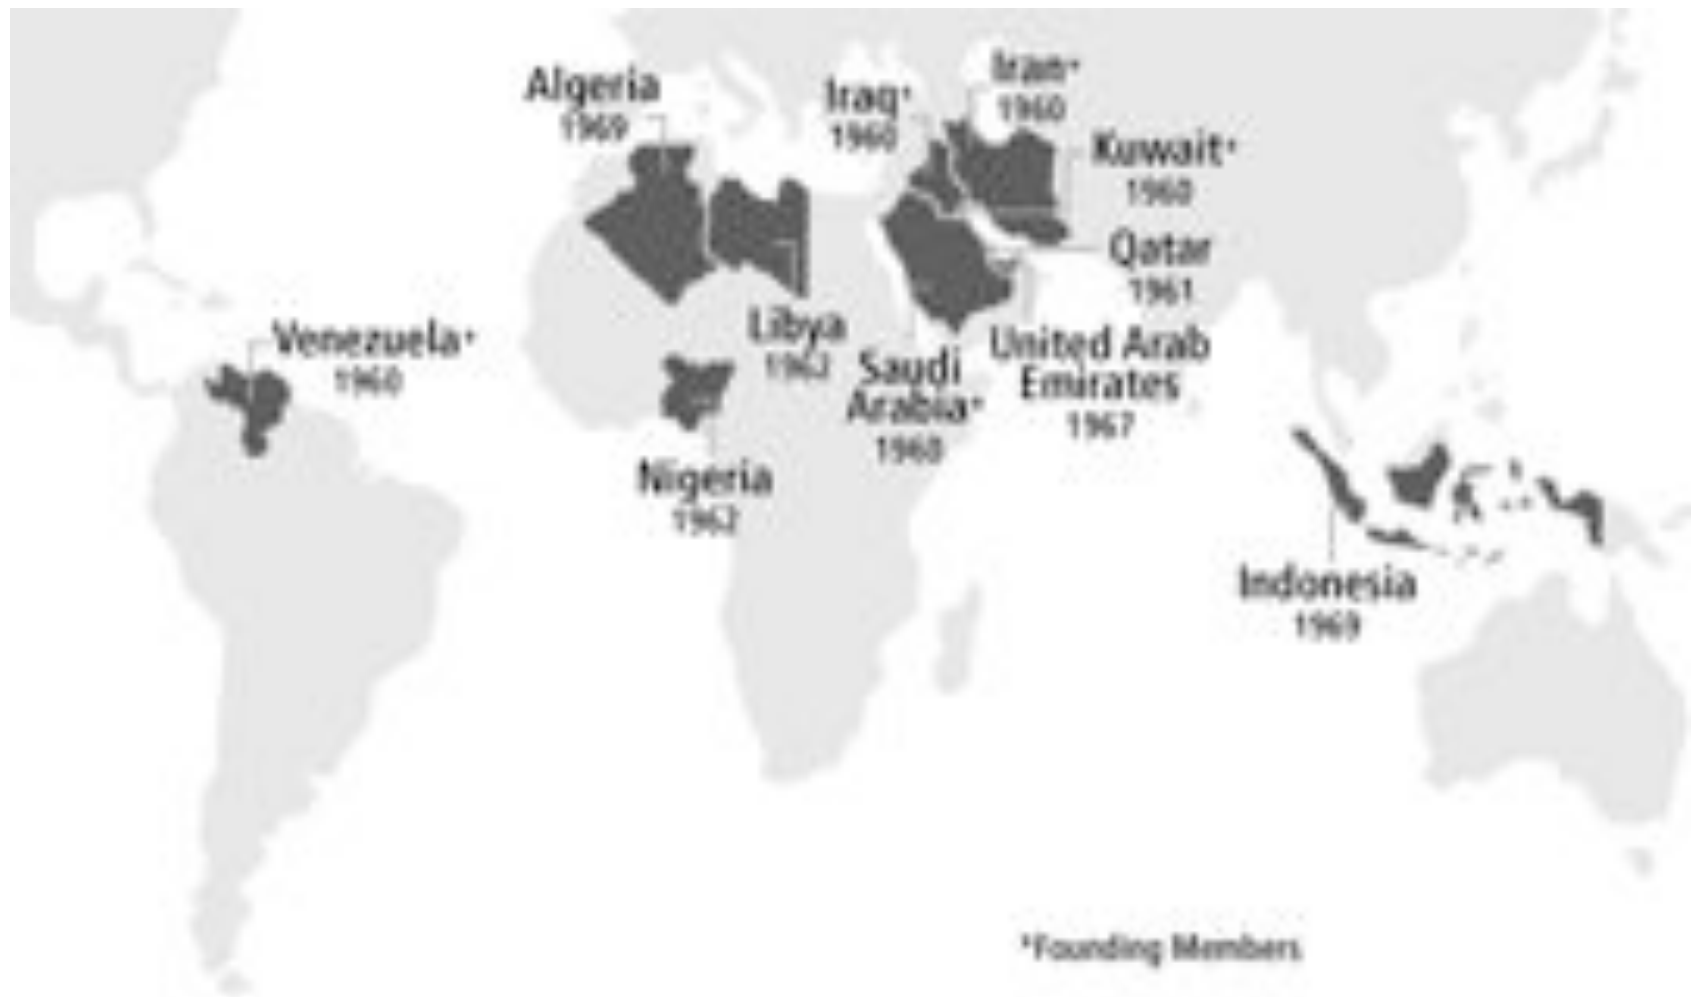 Algeria
1969
Iraq*
1960
Iran*
1960
Kuwait*
1960
Qatar
1961
Venezuela*
1960
Libya
1962
Saudi
Arabia*
1960
United Arab
Emirates
1967
Nigeria
1962
Indonesia
1969
*Founding Members